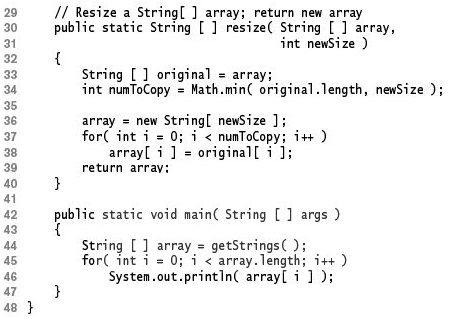 29 // Resize a String[ ] array; return new array
30 public static String [ ] resize( String [ ] array,
31 int newSize )
32 {
33 String [ ] original = array;
34 int numToCopy = Math.min( original.length, newSize );
35
36 array = new String[ newSize ];
37 for( int i = 0; i < numToCopy; i++ )
38 array[ i ] = original[ i ];
39 return array;
40 }
41
42 public static void main( String [ ] args )
43 {
44 String [ ] array = getStrings( );
45 for( int i = 0; i < array.length; i++ )
46 System.out.println( array[ i ] );
47 }
48 }